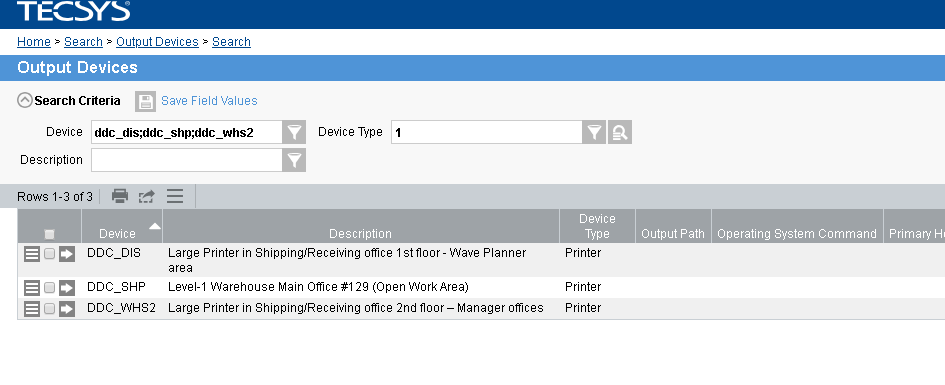 TECSYS
Home > Search > Output Devices > Search
Output Devices
Search Criteria Save Field Values
Device ddc_dis;ddc_shp;ddc_whs2 Device Type 1
Description
Rows 1-3 of 3
Device Description Device Type Output Path Operating System Command Primary Ho
DDC_DIS Large Printer in Shipping/Receiving office 1st floor - Wave Planner area Printer
DDC_SHP Level-1 Warehouse Main Office #129 (Open Work Area) Printer
DDC_WHS2 Large Printer in Shipping/Receiving office 2nd floor – Manager offices Printer